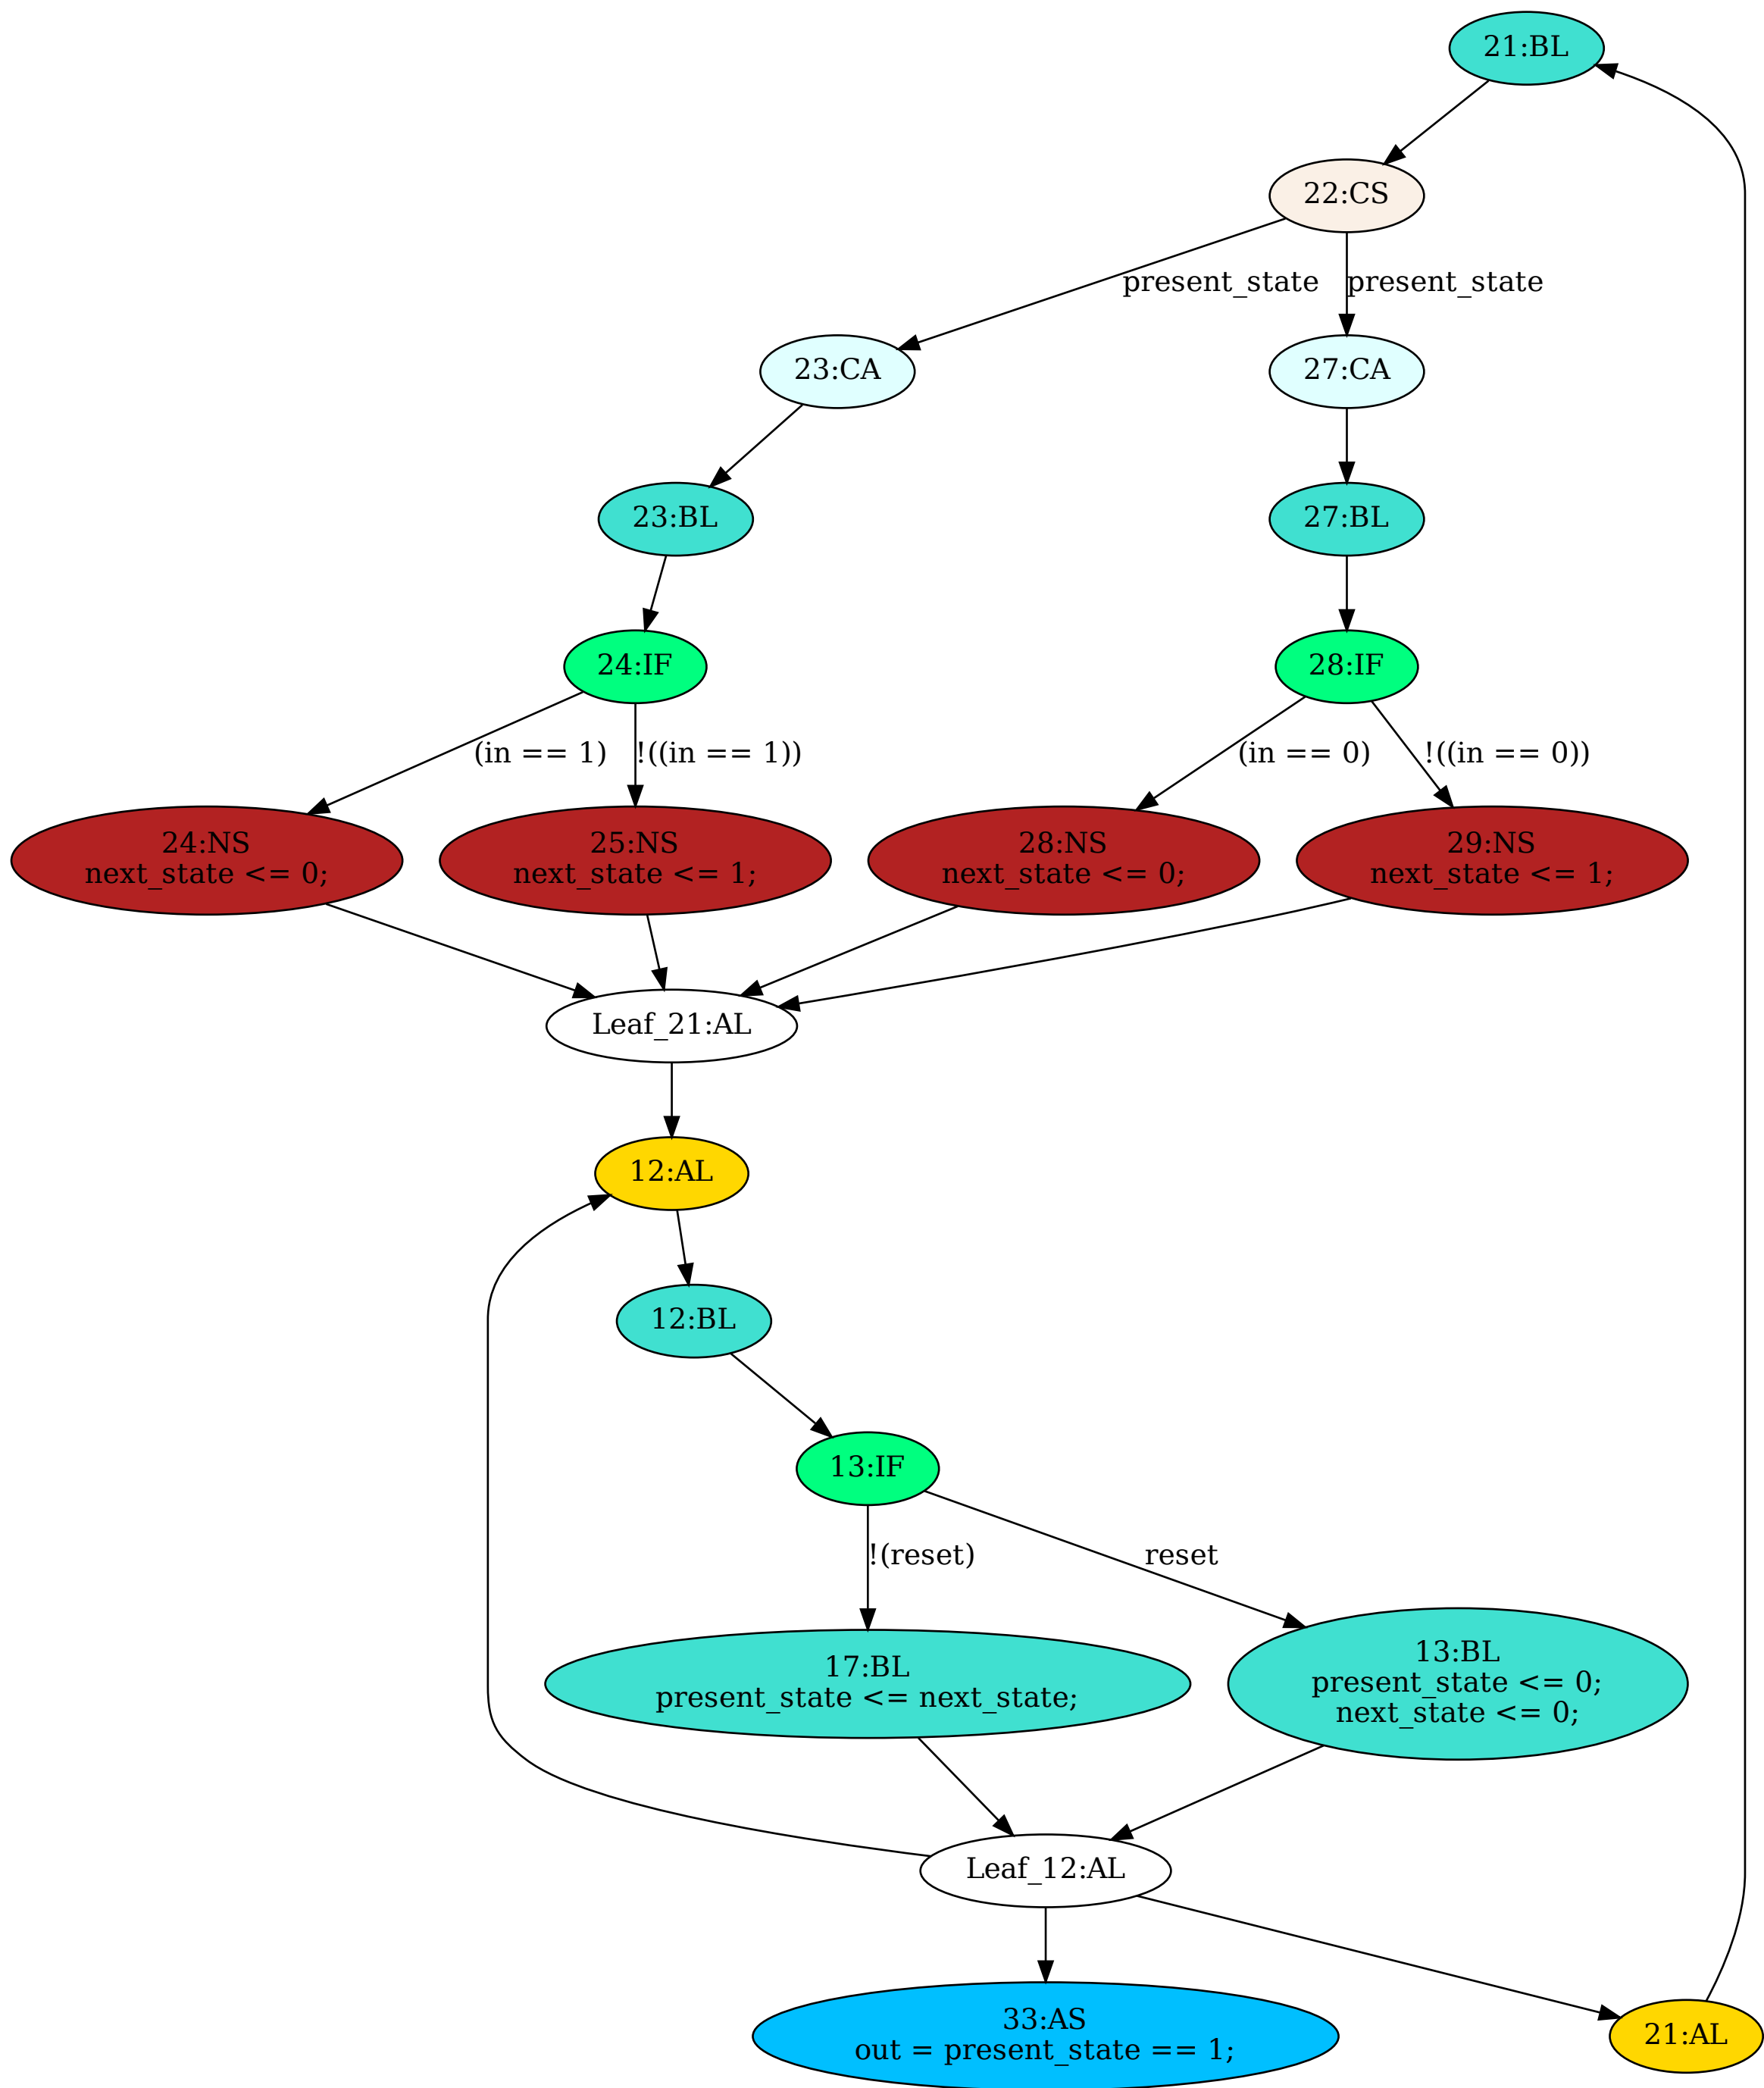 21:BL
22:CS
present_state
present_state
23:CA
27:CA
23:BL
27:BL
24:IF
28:IF
(in == 1)
!((in == 1))
(in == 0)
!((in == 0))
24:NS
next_state <= 0;
25:NS
next_state <= 1;
28:NS
next_state <= 0;
29:NS
next_state <= 1;
Leaf_21:AL
12:AL
12:BL
13:IF
!(reset)
reset
17:BL
present_state <= next_state;
13:BL
present_state <= 0;
next_state <= 0;
Leaf_12:AL
33:AS
out = present_state == 1;
21:AL